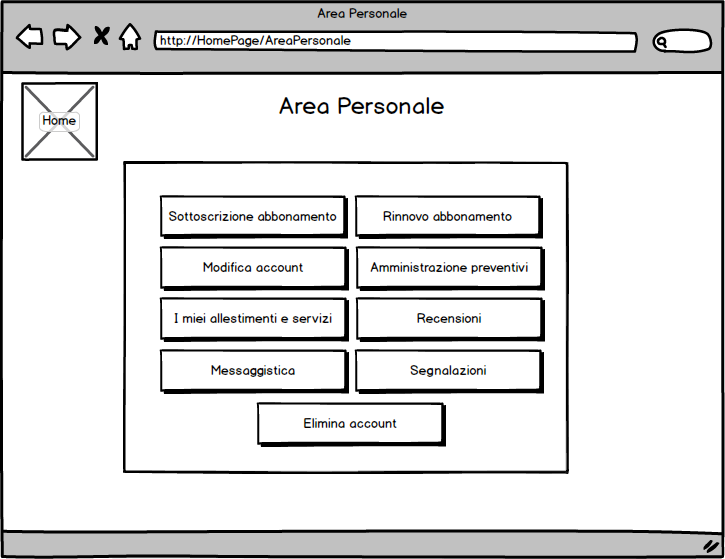 Area Personale
http://HomePage/AreaPersonale
Home
Area Personale
Sottoscrizione abbonamento
Rinnovo abbonamento
Modifica account
Amministrazione preventivi
I miei allestimenti e servizi
Recensioni
Messaggistica
Segnalazioni
Elimina account